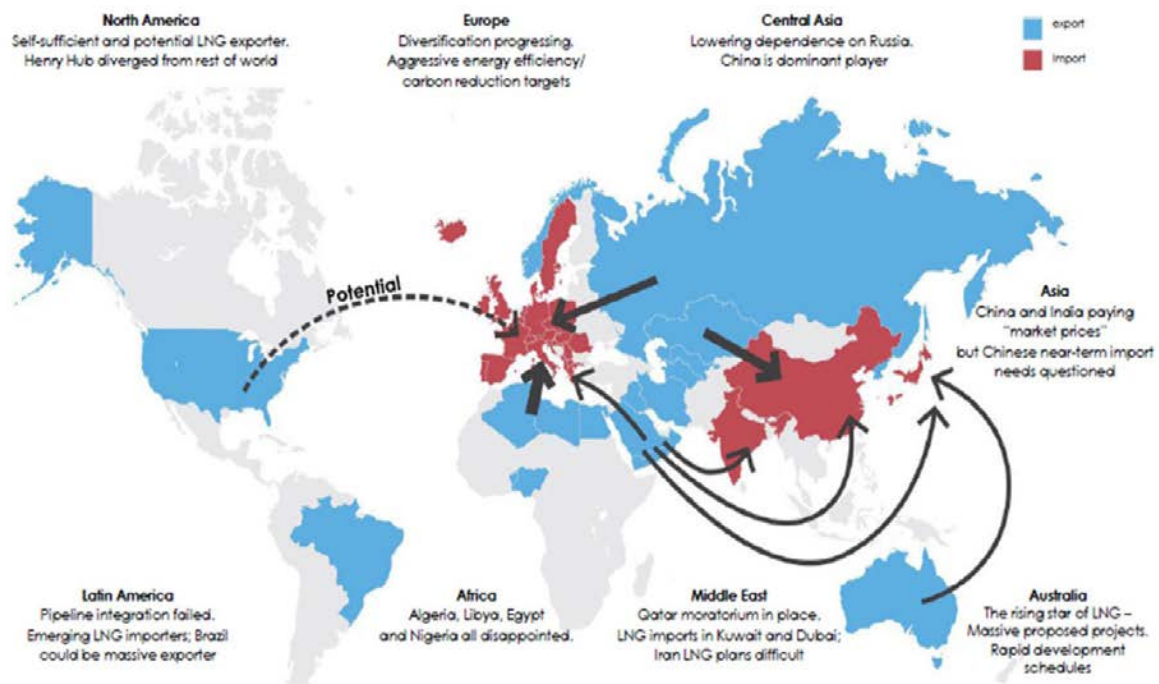 North America
Self-sufficient and potential LNG exporter.
Henry Hub diverged from rest of world
Europe
Diversification progressing.
Aggressive energy efficiency/
carbon reduction targets
Central Asia
Lowering dependence on Russia.
China is dominant player
export
Import
Potential
Asia
China and India paying
"market prices"
but Chinese near-term import
needs questioned
Latin America
Pipeline integration failed.
Emerging LNG importers; Brazil
could be massive exporter
Africa
Algeria, Libya, Egypt
and Nigeria all disappointed.
Middle East
Qatar moratorium in place.
LNG imports in Kuwait and Dubai;
Iran LNG plans difficult
Australia
The rising star of LNG –
Massive proposed projects.
Rapid development
schedules